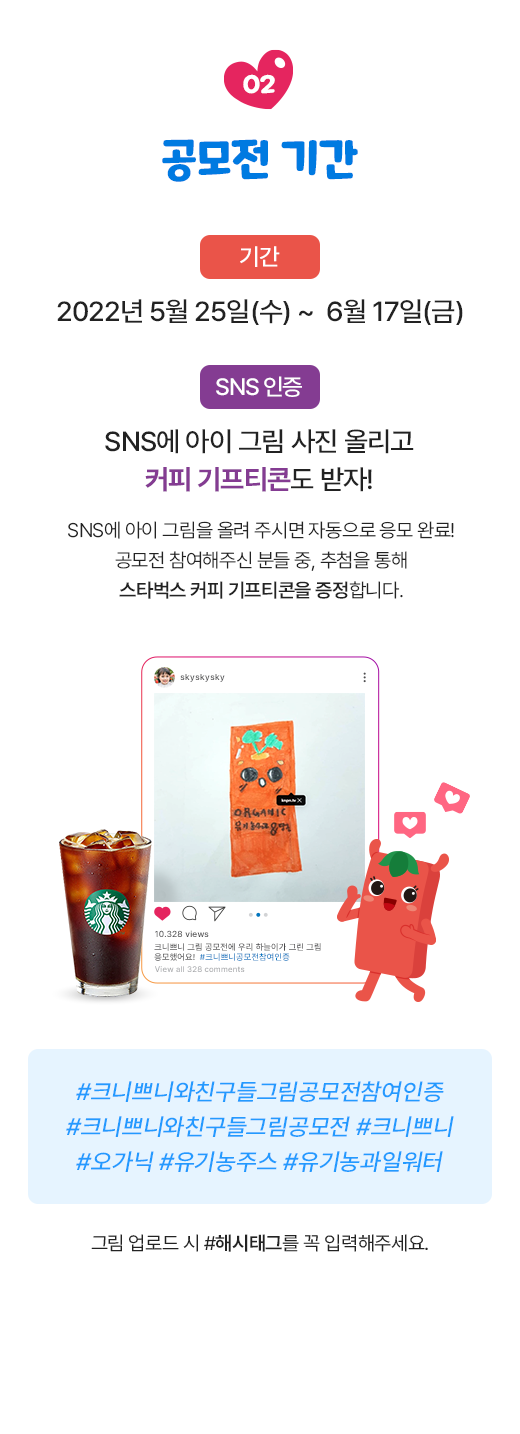 02
공모전 기간
기간
2022년 5월 25일(수) ~ 6월 17일(금)
SNS 인증
SNS에 아이 그림 사진 올리고
커피 기프티콘도 받자!
SNS에 아이 그림을 올려 주시면 자동으로 응모 완료!
공모전 참여해주신 분들 중, 추첨을 통해
스타벅스 커피 기프티콘을 증정합니다.
skyskysky
ORGANIC
10.328 views
크니쁘니 그림 공모전에 우리 하늘이가 그린 그림
응모했어요! #크니쁘니공모전참여인증
View all 328 comments
#크니쁘니와친구들그림공모전참여인증
#크니쁘니와친구들그림공모전 #크니쁘니
#오가닉 #유기농주스 #유기농과일워터
그림 업로드 시 #해시태그를 꼭 입력해주세요.